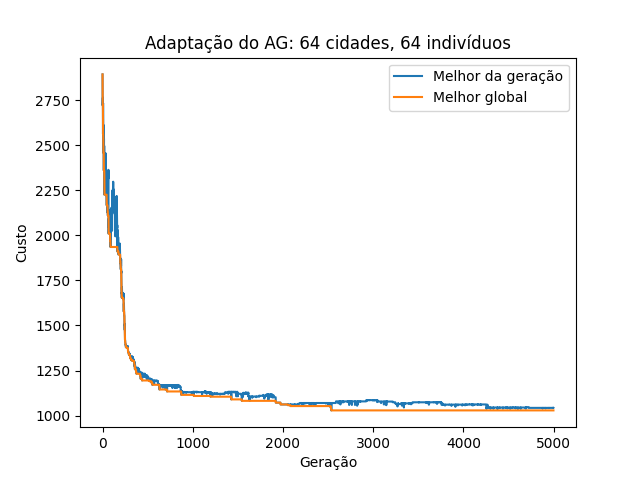 Adaptação do AG: 64 cidades, 64 indivíduos
Melhor da geração
Melhor global
2750
2500
2250
2000
1750
1500
1250
1000
Custo
0 1000 2000 3000 4000 5000
Geração